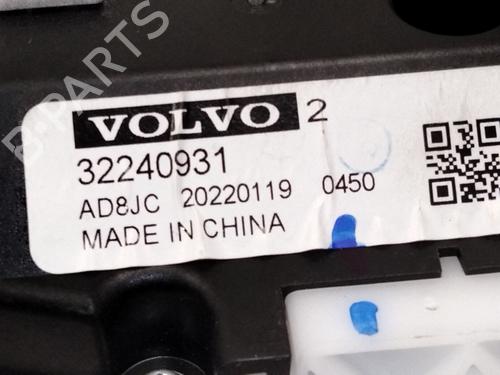 B-PARTS
VOLVO 2
32240931
AD8JC 20220119 0450
MADE IN CHINA